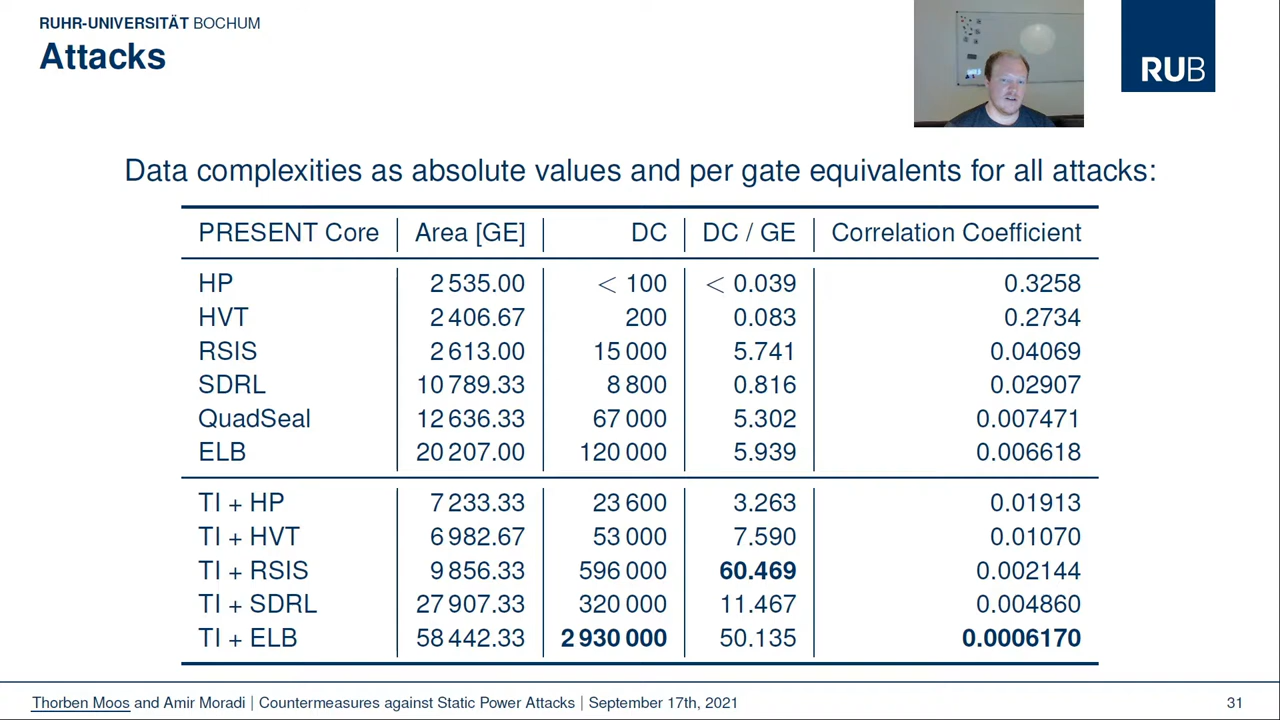 RUHR-UNIVERSITÄT BOCHUM
Attacks
RUB
Data complexities as absolute values and per gate equivalents for all attacks:
PRESENT Core Area [GE] DC DC / GE Correlation Coefficient
HP 2 535.00 < 100 < 0.039 0.3258
HVT 2 406.67 200 0.083 0.2734
RSIS 2 613.00 15 000 5.741 0.04069
SDRL 10 789.33 8 800 0.816 0.02907
QuadSeal 12 636.33 67 000 5.302 0.007471
ELB 20 207.00 120 000 5.939 0.006618
TI + HP 7 233.33 23 600 3.263 0.01913
TI + HVT 6 982.67 53 000 7.590 0.01070
TI + RSIS 9 856.33 596 000 60.469 0.002144
TI + SDRL 27 907.33 320 000 11.467 0.004860
TI + ELB 58 442.33 2 930 000 50.135 0.0006170
Thorben Moos and Amir Moradi | Countermeasures against Static Power Attacks | September 17th, 2021 31